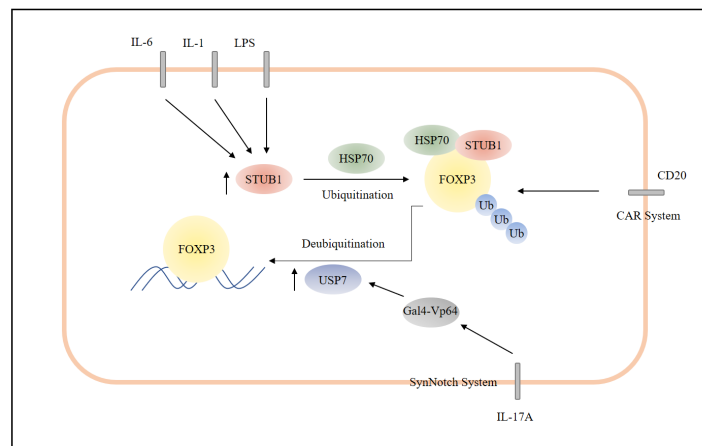 IL-6
IL-1
LPS
HSP70
HSP70
STUB1
STUB1
FOXP3
CD20
Ubiquitination
Ub
Ub
Ub
CAR System
FOXP3
Deubiquitination
USP7
Gal4-Vp64
SynNotch System
IL-17A